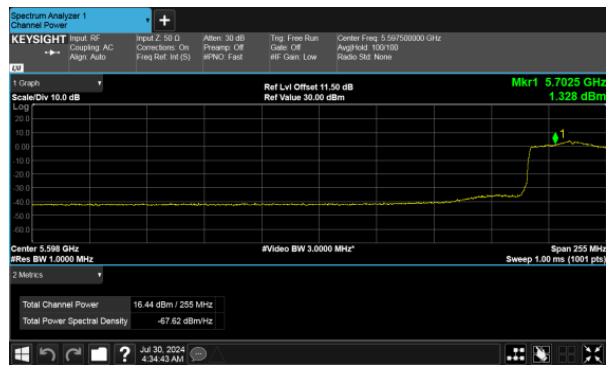 Spectrum Analyzer 1
Channel Power
+
KEYSIGHT
Input: RF
Coupling: AC
Align: Auto
Input Z: 50 Ω
Corrections: On
Freq Ref: Int (S)
Atten: 30 dB
Preamp: Off
#PNO: Fast
Trig: Free Run
Gate: Off
#IF Gain: Low
Center Freq: 5.597500000 GHz
Avg|Hold: 100/100
Radio Std: None
1 Graph
Scale/Div 10.0 dB
Ref Lvl Offset 11.50 dB
Ref Value 30.00 dBm
Mkr1 5.7025 GHz
1.328 dBm
Log
20.0
10.0
0.00
-10.0
-20.0
-30.0
-40.0
-50.0
-60.0
1
Center 5.598 GHz
#Res BW 1.0000 MHz
#Video BW 3.0000 MHz*
Span 255 MHz
Sweep 1.00 ms (1001 pts)
2 Metrics
Total Channel Power 16.44 dBm / 255 MHz
Total Power Spectral Density -67.62 dBm/Hz
?
Jul 30, 2024
4:34:43 AM